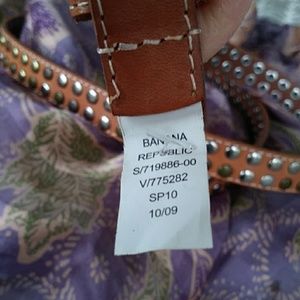 BANANA
REPUBLIC
S/719886-00
V/775282
SP10
10/09